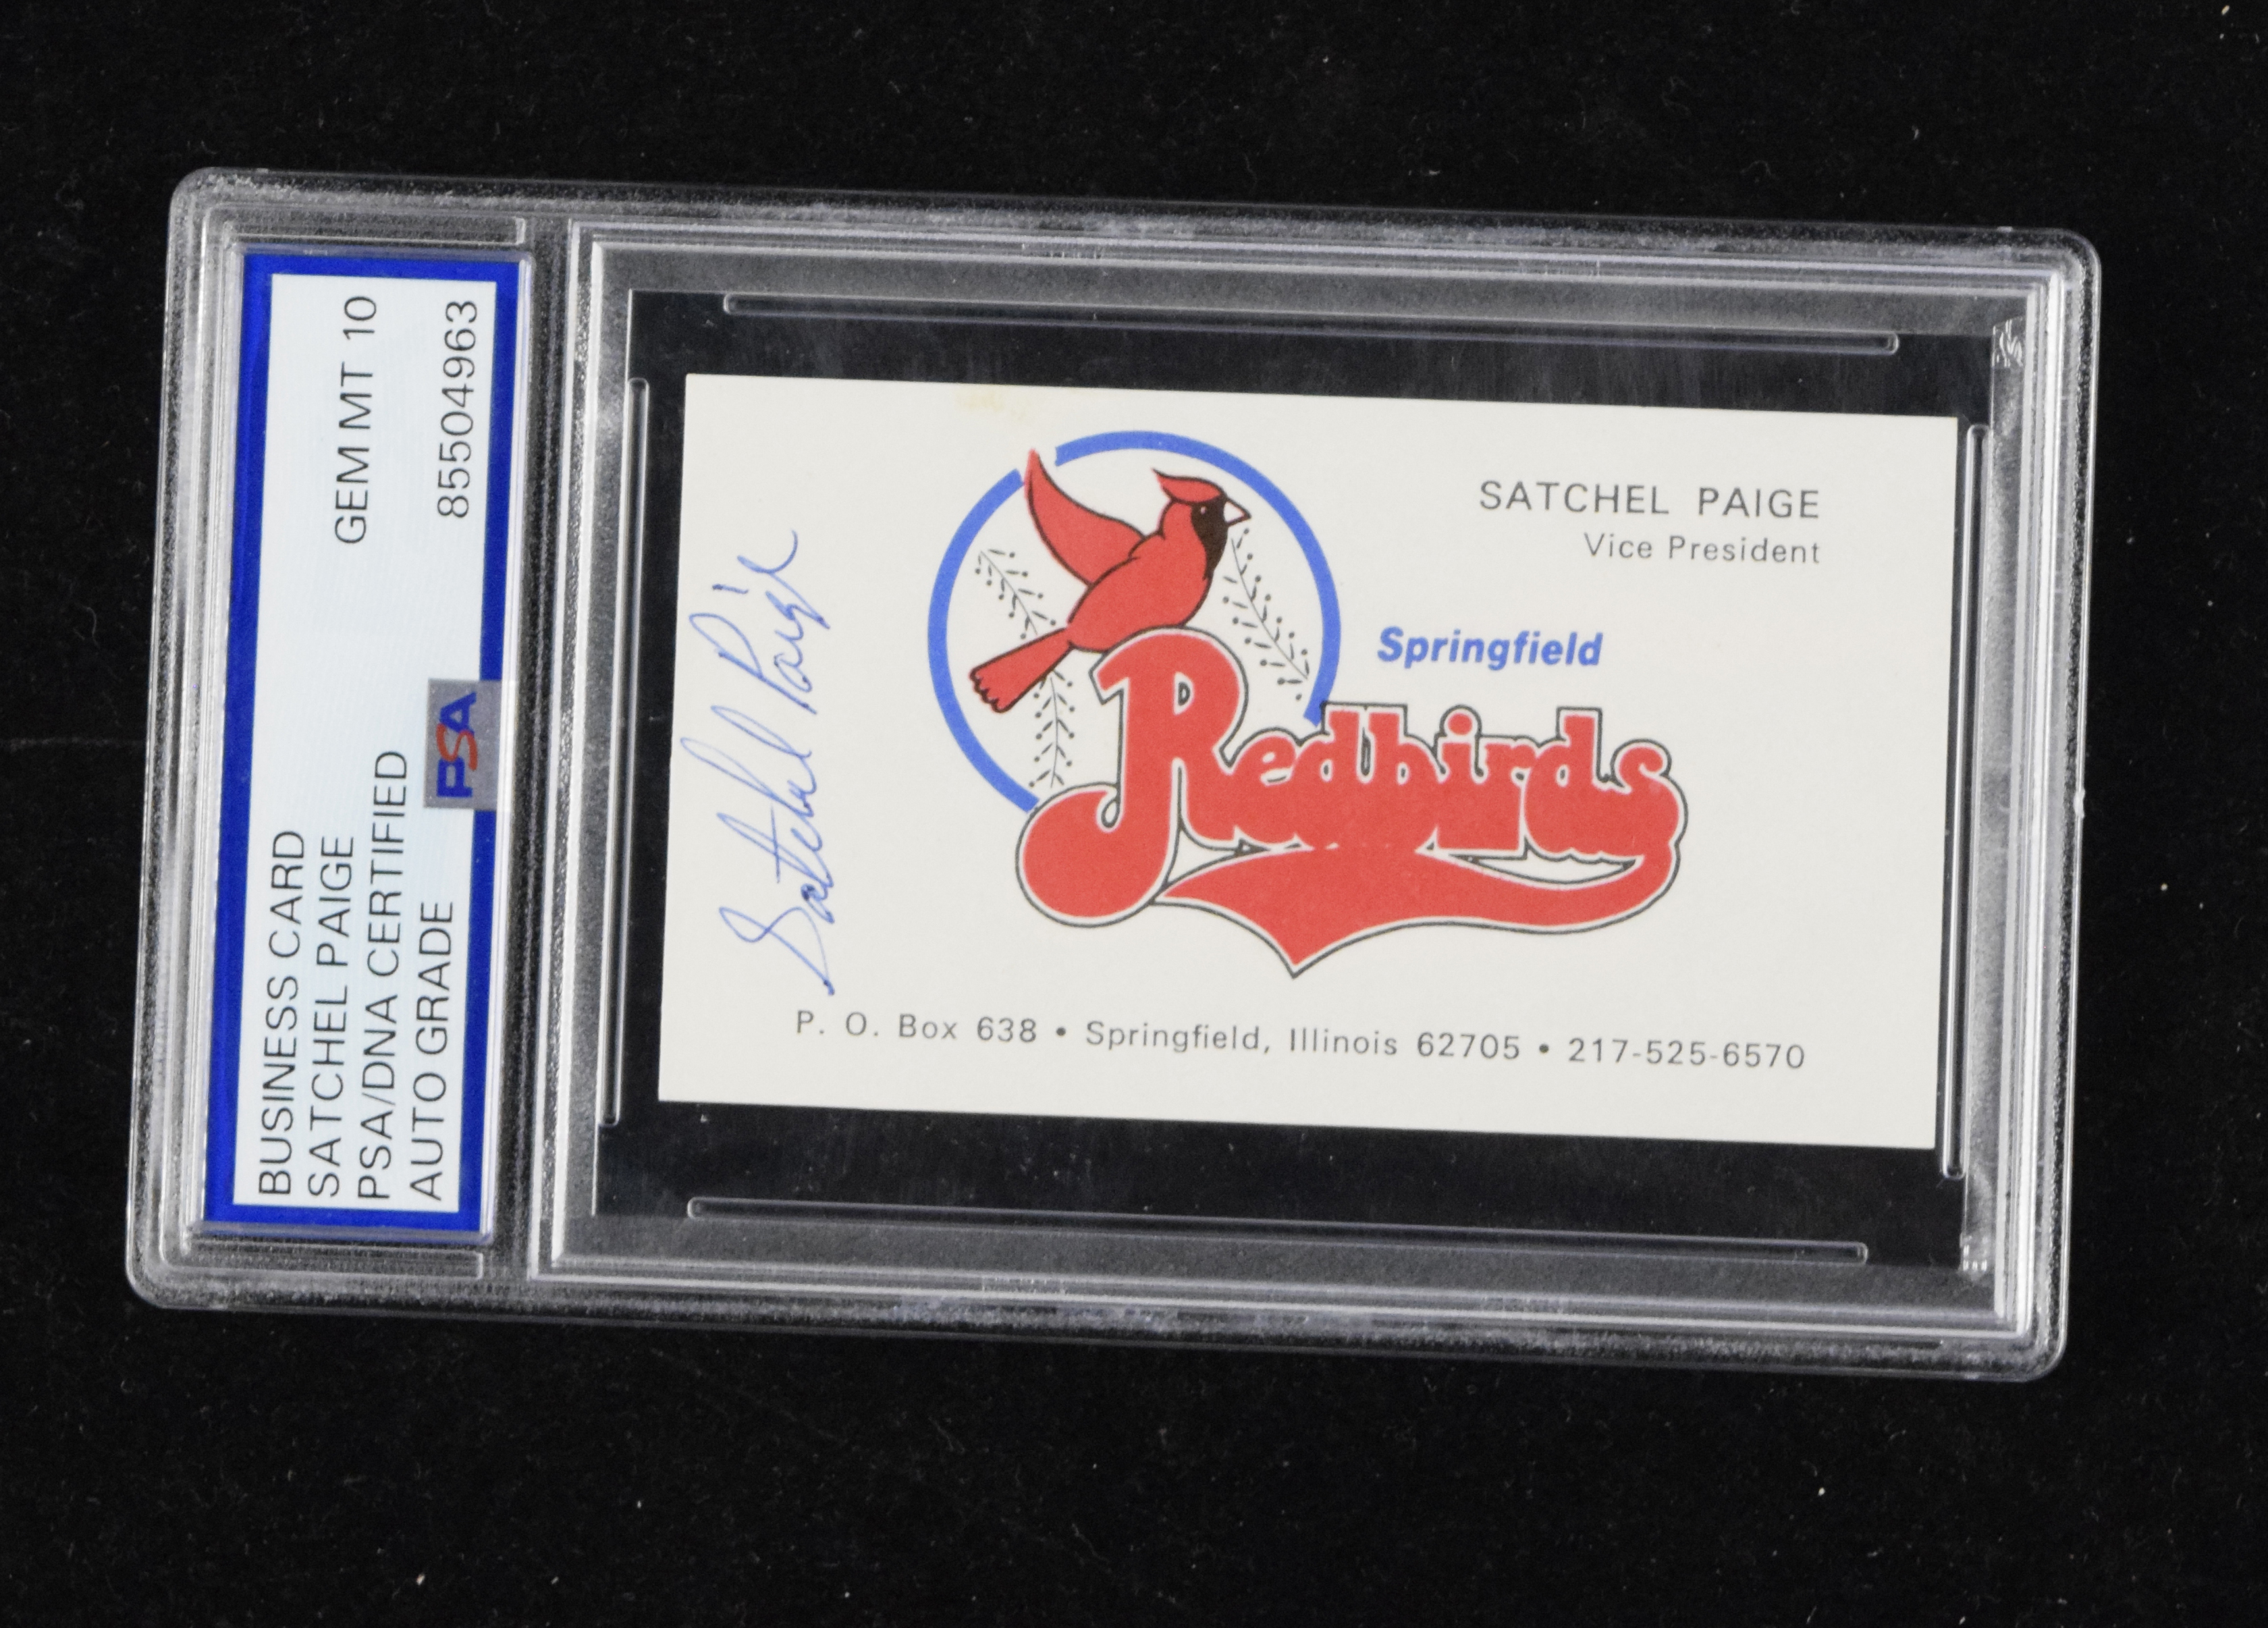 BUSINESS CARD
SATCHEL PAIGE
PSA/DNA CERTIFIED
AUTO GRADE
GEM MT 10
85504963
PSA
Satchel Paige
SATCHEL PAIGE
Vice President
Springfield
Redbirds
P. O. Box 638 • Springfield, Illinois 62705 • 217-525-6570